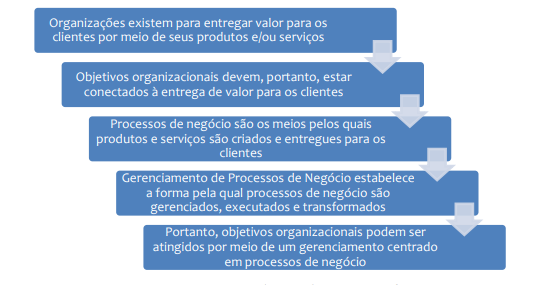 Organizações existem para entregar valor para os
clientes por meio de seus produtos e/ou serviços
Objetivos organizacionais devem, portanto, estar
conectados à entrega de valor para os clientes
Processos de negócio são os meios pelos quais
produtos e serviços são criados e entregues para os
clientes
Gerenciamento de Processos de Negócio estabelece
a forma pela qual processos de negócio são
gerenciados, executados e transformados
Portanto, objetivos organizacionais podem ser
atingidos por meio de um gerenciamento centrado
em processos de negócio